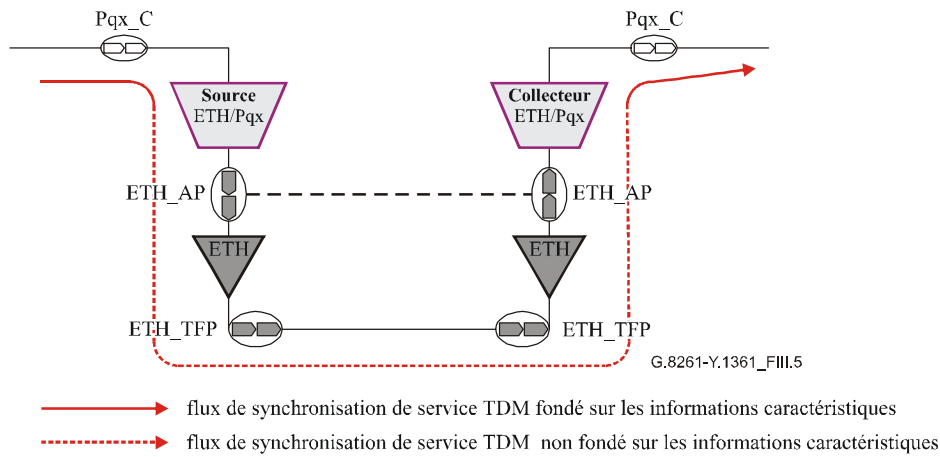 Pqx_C
Pqx_C
Source
ETH/Pqx
Collecteur
ETH/Pqx
ETH_AP
ETH_AP
ETH
ETH
ETH_TFP
ETH_TFP
G.8261-Y.1361_FIII.5
flux de synchronisation de service TDM fondé sur les informations caractéristiques
flux de synchronisation de service TDM non fondé sur les informations caractéristiques